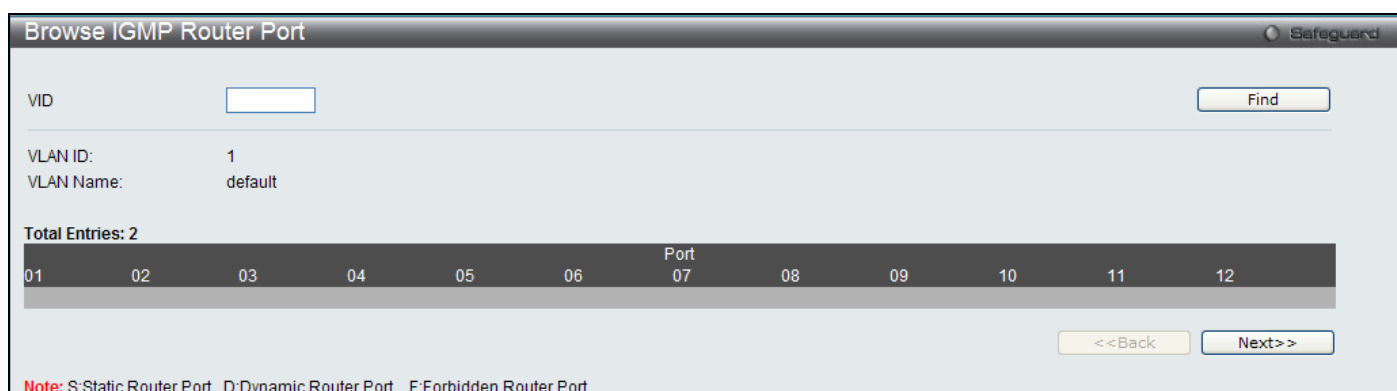 Browse IGMP Router Port
Safeguard
VID
Find
VLAN ID: 1
VLAN Name: default
Total Entries: 2
Port
01 02 03 04 05 06 07 08 09 10 11 12
<<Back Next>>
Note: S:Static Router Port, D:Dynamic Router Port, F:Forbidden Router Port